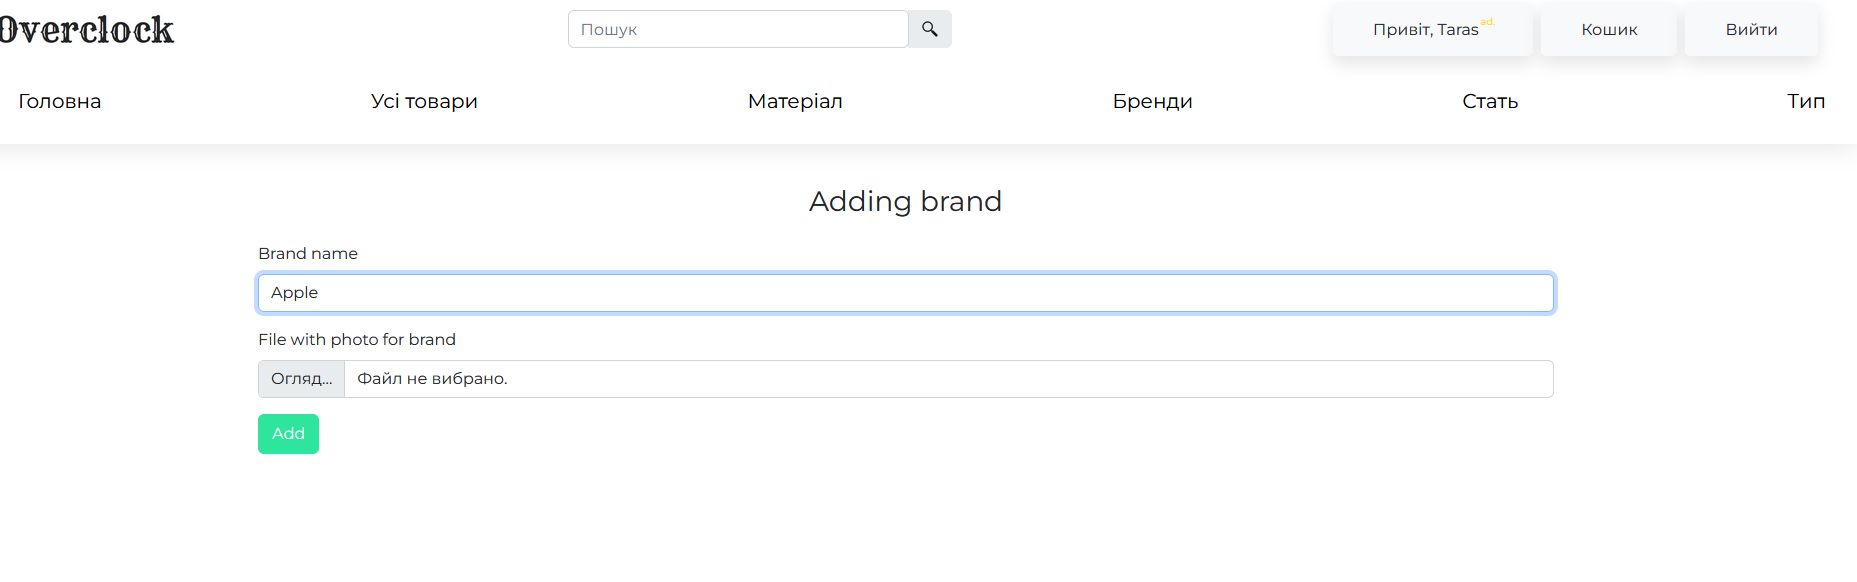 Overclock
Пошук
Привіт, Taras ad.
Кошик
Вийти
Головна
Усі товари
Матеріал
Бренди
Стать
Тип
Adding brand
Brand name
Apple
File with photo for brand
Огляд... Файл не вибрано.
Add